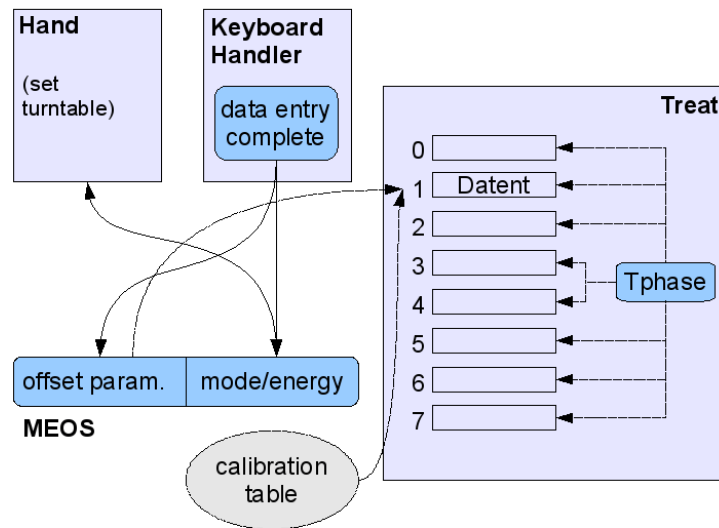 Hand
(set
turntable)
Keyboard
Handler
data entry
complete
Treat
0
1 Datent
2
3
Tphase
4
5
6
7
offset param.
mode/energy
MEOS
calibration
table